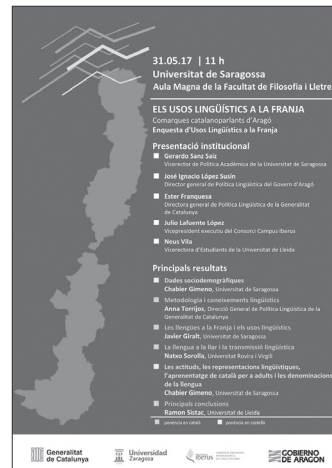 31.05.17 | 11 h
Universitat de Saragossa
Aula Magna de la Facultat de Filosofia i Lletre
ELS USOS LINGÜÍSTICS A LA FRANJA
Comarques catalanoparlants d'Aragó
Enquesta d'Usos Lingüístics a la Franja
Presentació institucional
Gerardo Sanz Saiz
Vicerector de Política Acadèmica de la Universitat de Saragossa
José Ignacio López Susín
Director general de Política Lingüística del Govern d'Aragó
Ester Franquesa
Directora general de Política Lingüística de la Generalitat
de Catalunya
Julio Lafuente López
Vicepresident executiu del Consorci Campus Iberus
Neus Vila
Vicerectora d'Estudiants de la Universitat de Lleida
Principals resultats
Dades sociodemogràfiques
Chabier Gimeno, Universitat de Saragossa
Metodologia i coneixements lingüístics
Anna Torrijos, Direcció General de Política Lingüística de la
Generalitat de Catalunya
Les llengües a la Franja i els usos lingüístics
Javier Giralt, Universitat de Saragossa
La llengua a la llar i la transmissió lingüística
Natxo Sorolla, Universitat Rovira i Virgili
Les actituds, les representacions lingüístiques,
l'aprenentatge de català per a adults i les denominacions
de la llengua
Chabier Gimeno, Universitat de Saragossa
Principals conclusions
Ramon Sistac, Universitat de Lleida
ponència en català ponència en castellà
Generalitat
de Catalunya
Universidad
Zaragoza
iberus
GOBIERNO
DE ARAGON